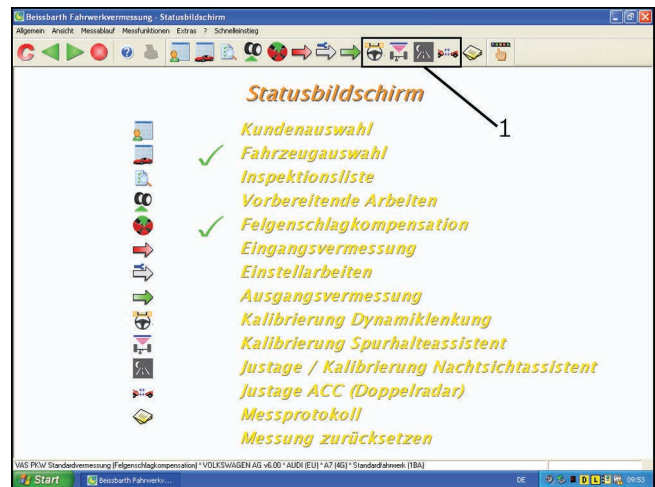 Beissbarth Fahrwerkvermessung - Statusbildschirm
Allgemein Ansicht Messablauf Messfunktionen Extras ? Schnelleinstieg
1
Statusbildschirm
Kundenauswahl
Fahrzeugauswahl
Inspektionsliste
Vorbereitende Arbeiten
Felgenschlagkompensation
Eingangsvermessung
Einstellarbeiten
Ausgangsvermessung
Kalibrierung Dynamiklenkung
Kalibrierung Spurhalteassistent
Justage / Kalibrierung Nachtsichtassistent
Justage ACC (Doppelradar)
Messprotokoll
Messung zurücksetzen
VAS PKW Standardvermessung (Felgenschlagkompensation) * VOLKSWAGEN AG v6.00 * AUDI (EU) * A7 (4G) * Standardfahrwerk (1BA)
Start Beissbarth Fahrwerkv... DE D L 09:53